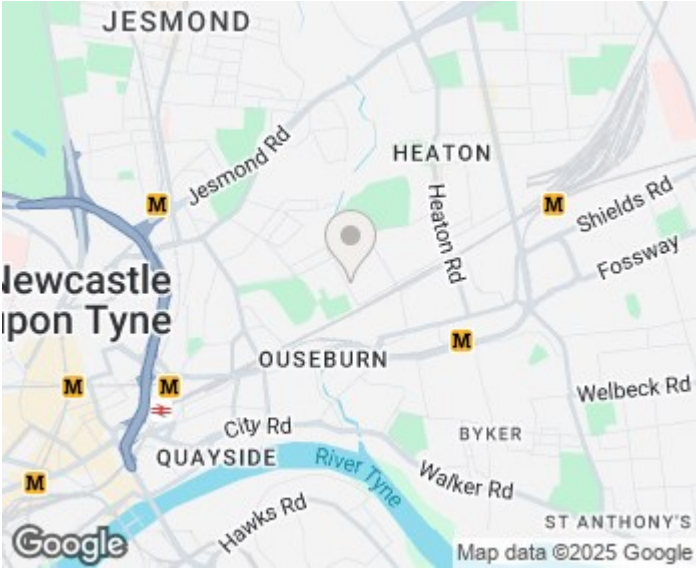 JESMOND
Jesmond Rd
HEATON
M
M
Heaton Rd
Shields Rd
Fossway
Newcastle
upon Tyne
M
OUSEBURN
M
M
Welbeck Rd
City Rd
BYKER
QUAYSIDE
River Tyne
Walker Rd
M
Hawks Rd
ST ANTHONY'S
Google
Map data ©2025 Google